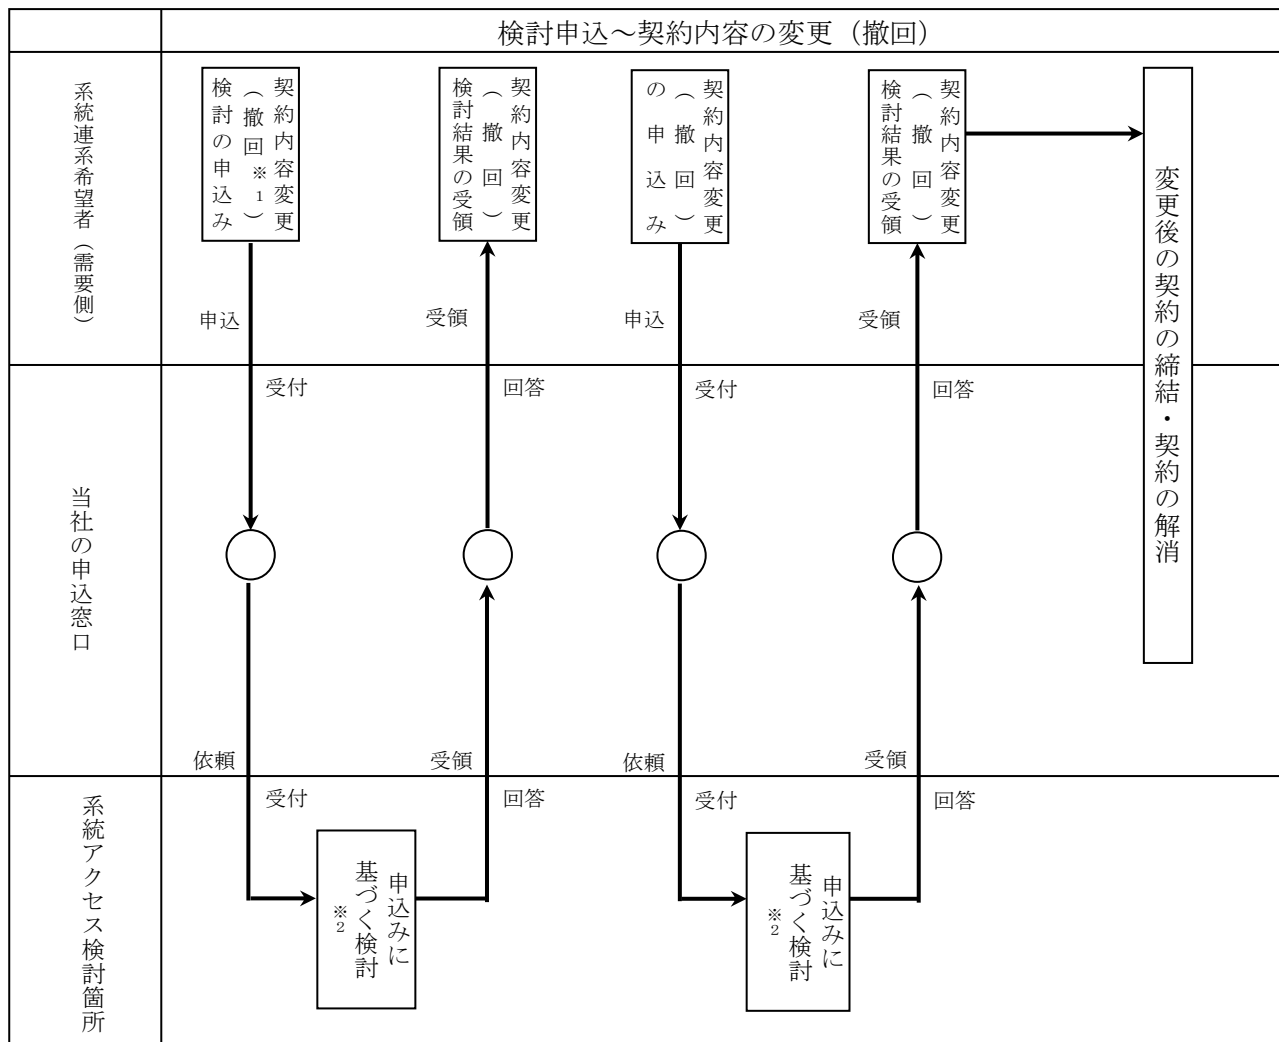 検討申込～契約内容の変更（撤回）
系統連系希望者（需要側）
契約内容変更
（撤回※1）
検討の申込み
契約内容変更
（撤回）
検討結果の受領
契約内容変更
（撤回）
の申込み
契約内容変更
（撤回）
検討結果の受領
変更後の契約の締結・契約の解消
申込
受領
申込
受領
当社の申込窓口
受付
回答
受付
回答
依頼
受領
依頼
受領
系統アクセス検討箇所
受付
回答
受付
回答
申込みに
基づく検討
※2
申込みに
基づく検討
※2